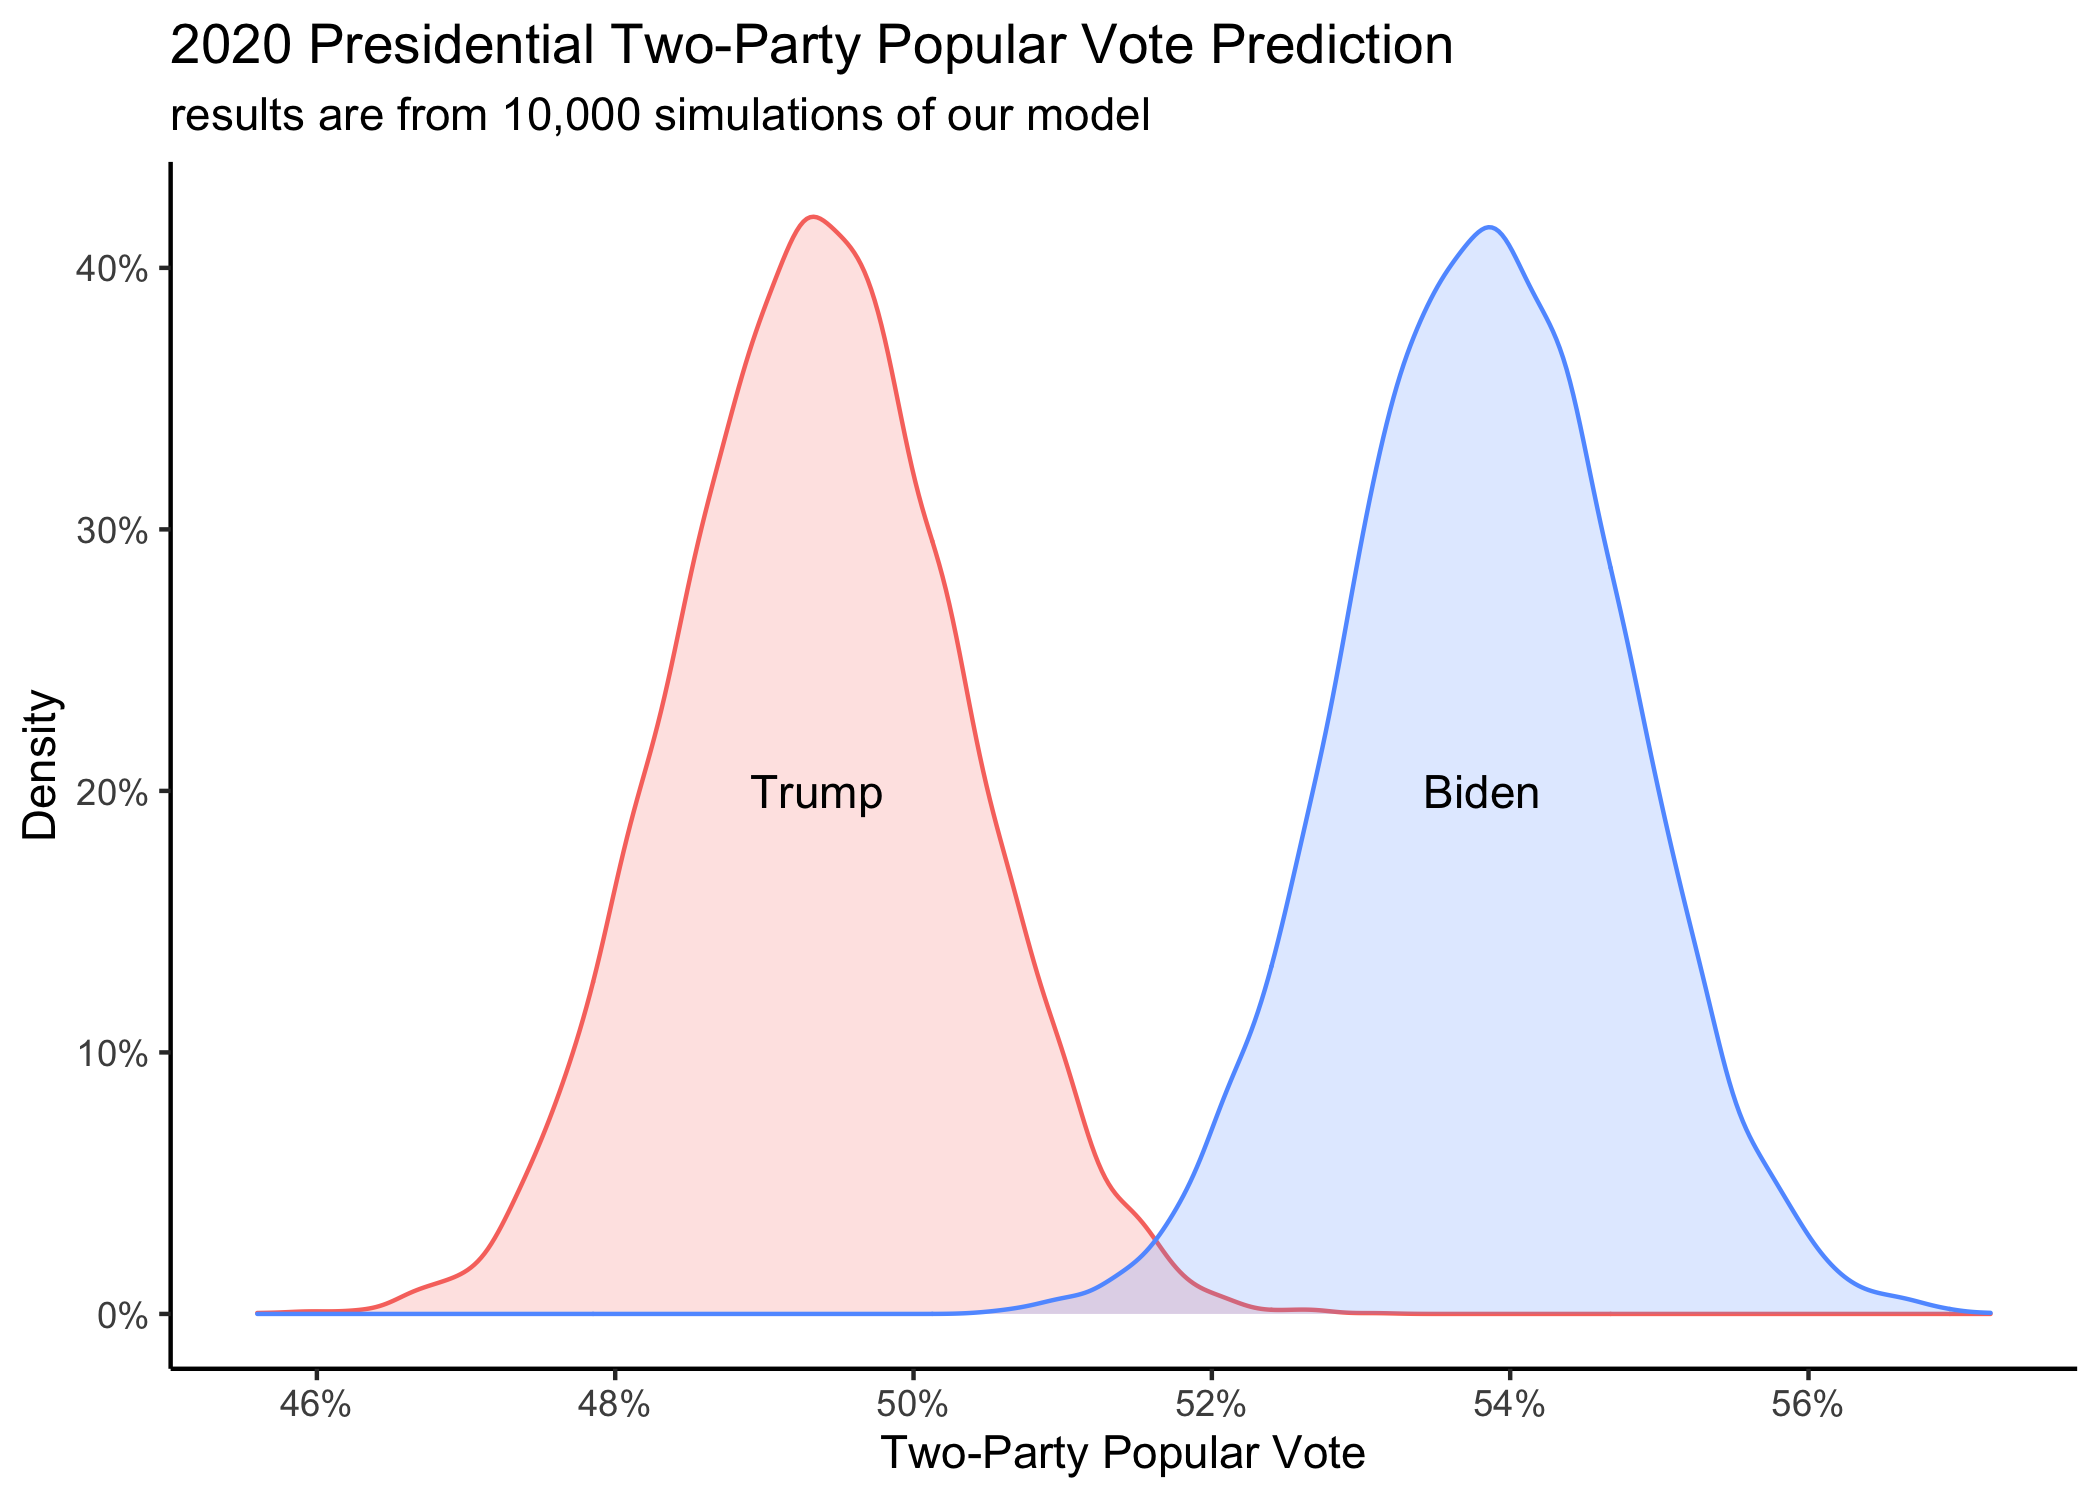 2020 Presidential Two-Party Popular Vote Prediction
results are from 10,000 simulations of our model
Density
40%
30%
20%
10%
0%
Trump
Biden
46%
48%
50%
52%
54%
56%
Two-Party Popular Vote